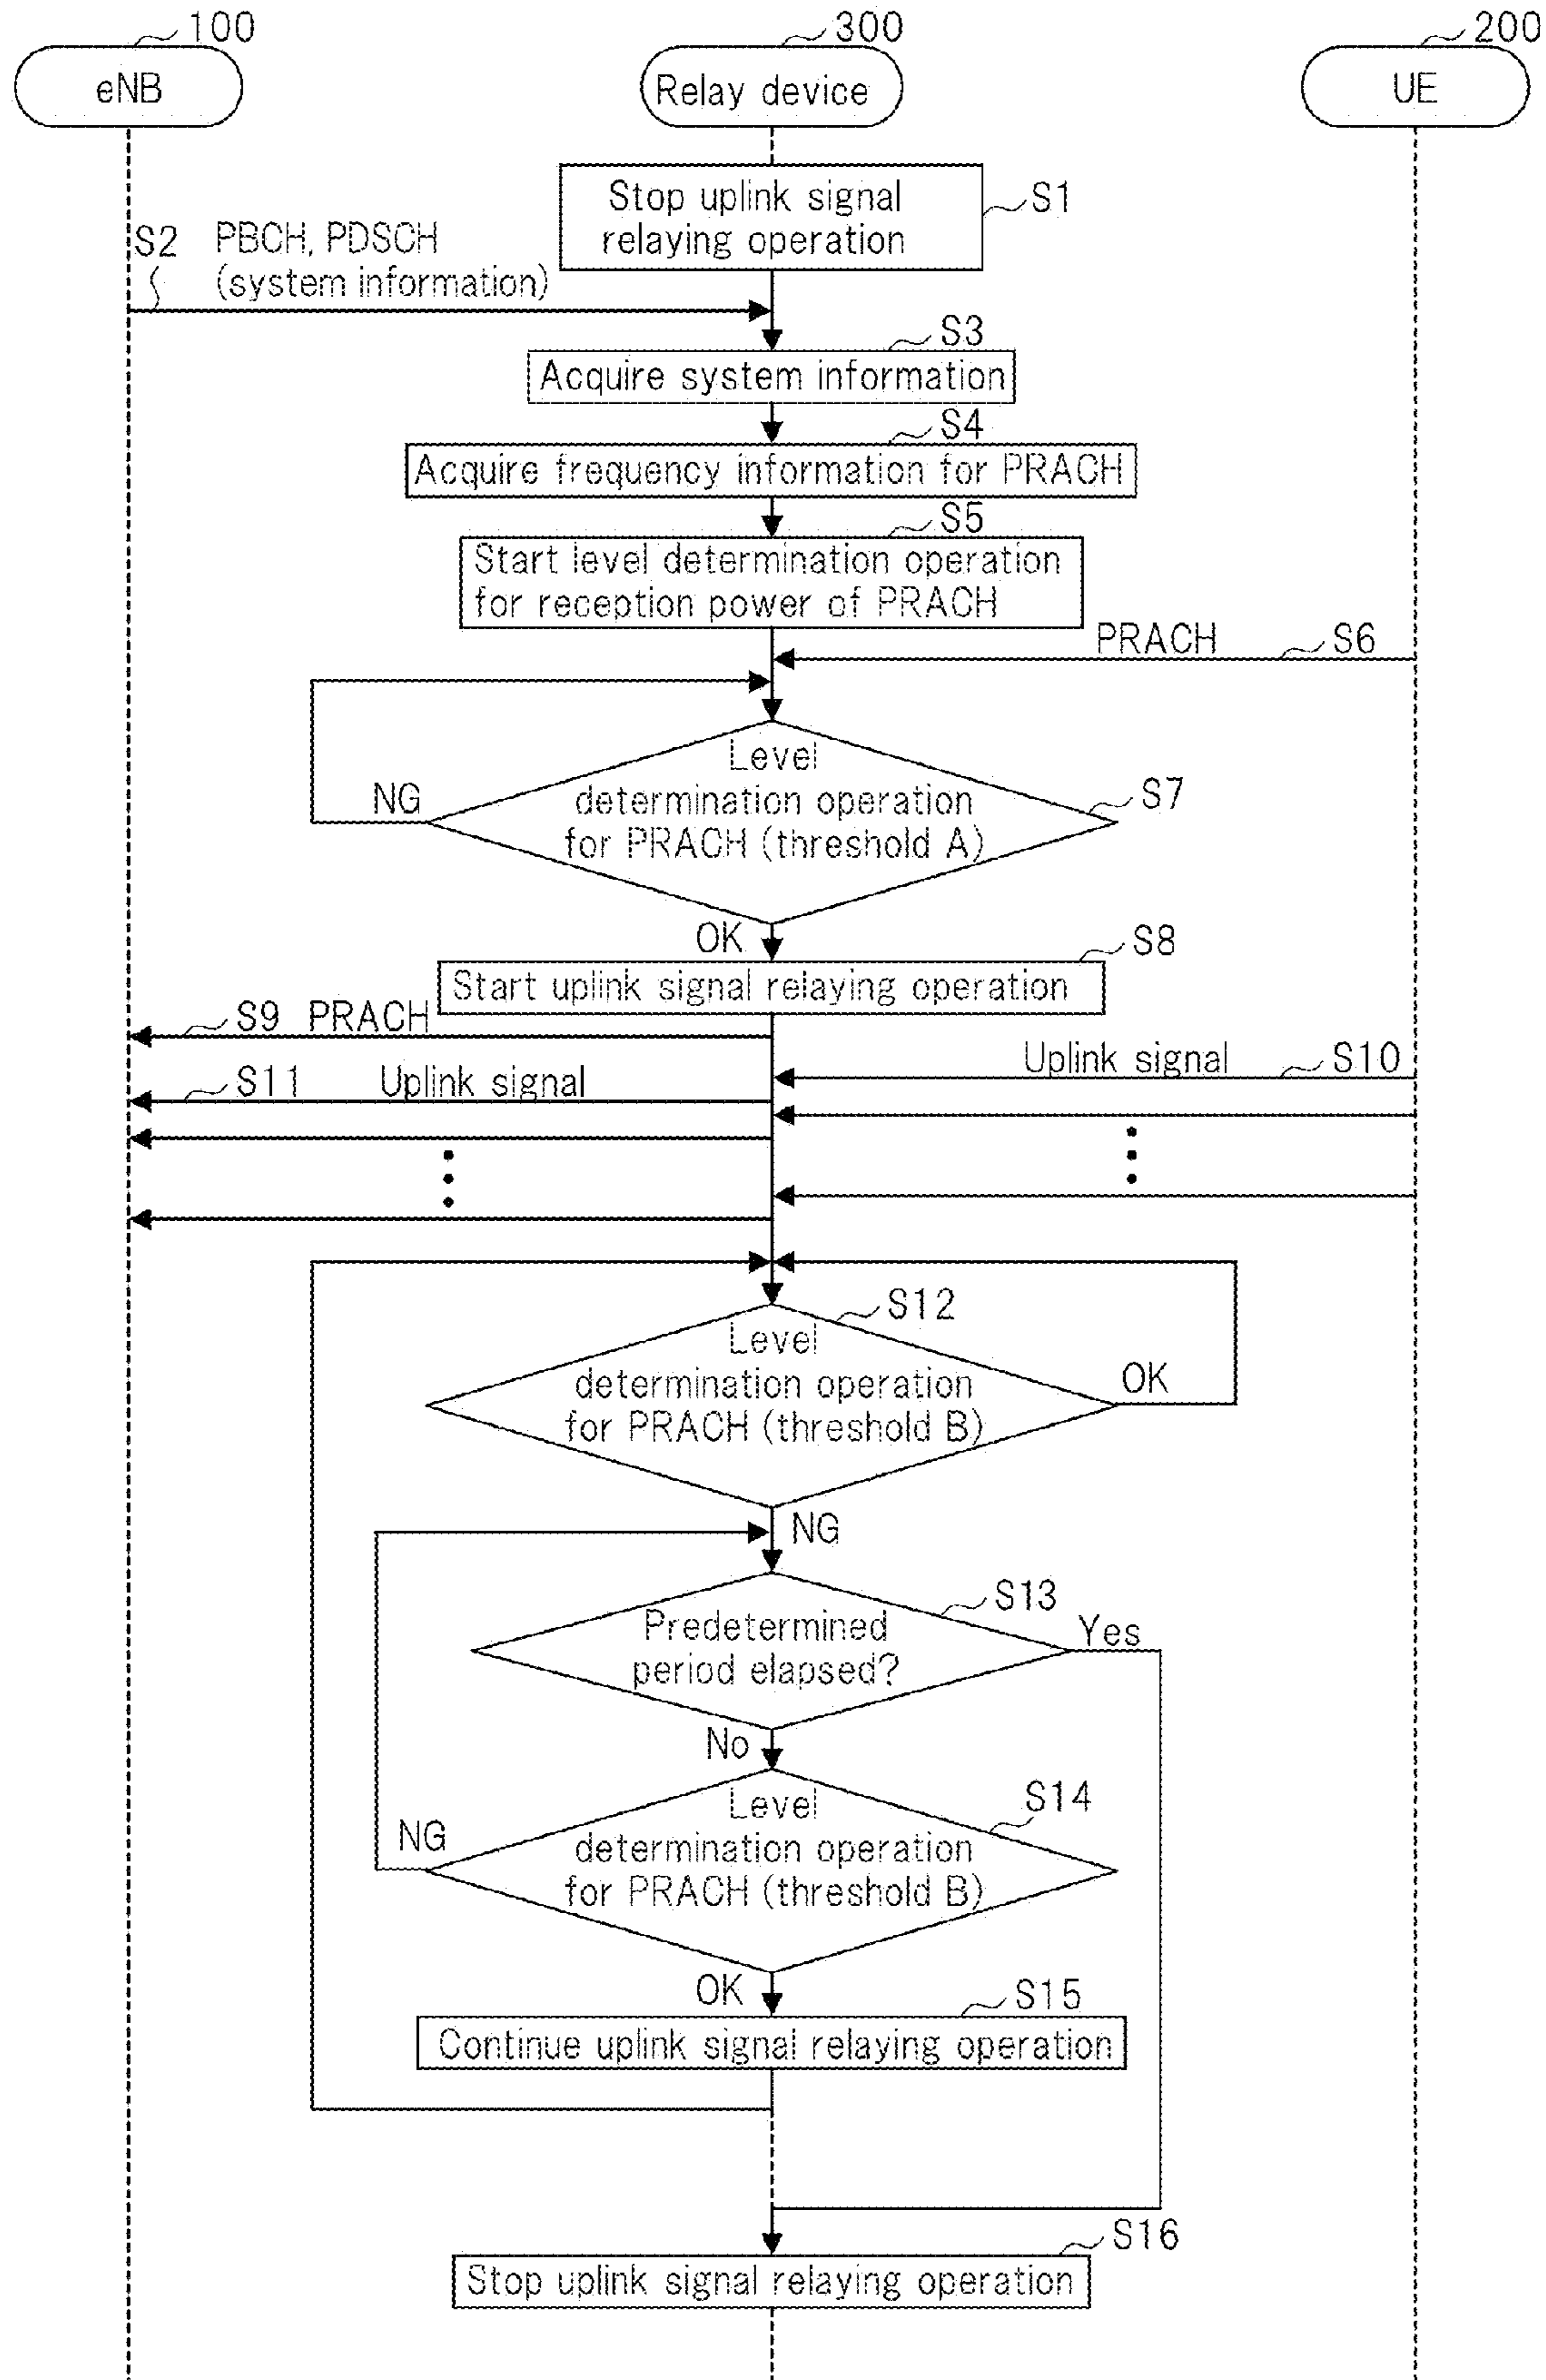 100
300
200
eNB
Relay device
UE
Stop uplink signal
relaying operation
S1
S2
PBCH, PDSCH
(system information)
S3
Acquire system information
S4
Acquire frequency information for PRACH
S5
Start level determination operation
for reception power of PRACH
PRACH
S6
Level
determination operation
for PRACH (threshold A)
NG
S7
OK
S8
Start uplink signal relaying operation
S9 PRACH
Uplink signal
S10
S11 Uplink signal
S12
Level
determination operation
for PRACH (threshold B)
OK
NG
S13
Predetermined
period elapsed?
Yes
No
S14
Level
determination operation
for PRACH (threshold B)
NG
OK
S15
Continue uplink signal relaying operation
S16
Stop uplink signal relaying operation